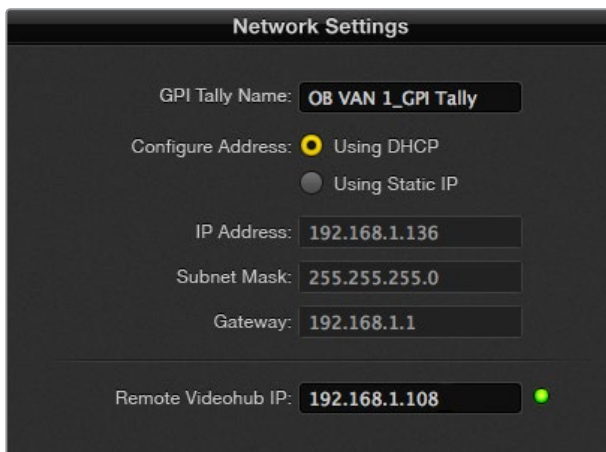 Network Settings
GPI Tally Name: OB VAN 1_GPI Tally
Configure Address: Using DHCP
Using Static IP
IP Address: 192.168.1.136
Subnet Mask: 255.255.255.0
Gateway: 192.168.1.1
Remote Videohub IP: 192.168.1.108